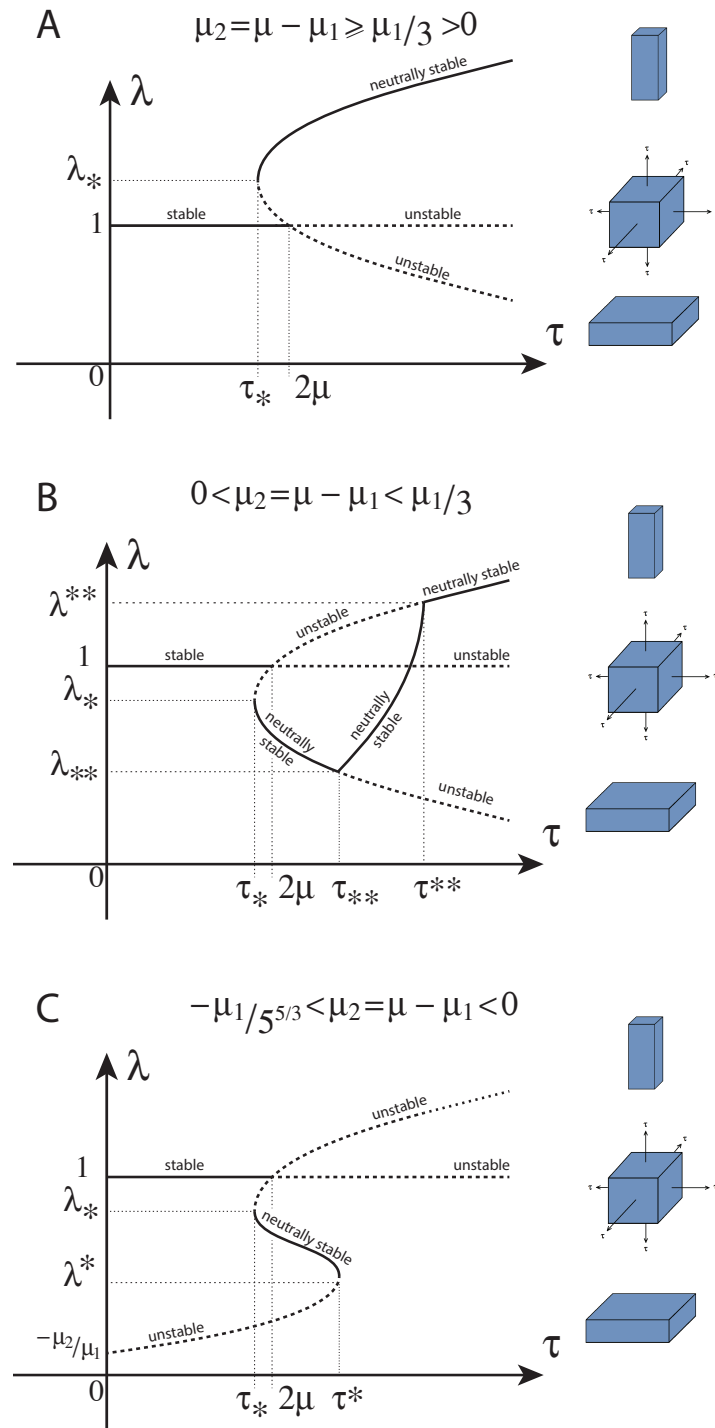 A
μ₂=μ − μ₁ ⩾ μ₁/3 >0
λ
neutrally stable
λ*
1
stable
unstable
unstable
0
τ*
2μ
τ
τ
τ
τ
τ
τ
B
0<μ₂=μ − μ₁<μ₁/3
λ
λ**
neutrally stable
unstable
1
stable
unstable
λ*
neutrally
stable
neutrally
stable
λ**
unstable
0
τ*
2μ
τ**
τ**
τ
τ
τ
τ
τ
τ
τ
C
−μ₁/5^5/3<μ₂=μ − μ₁<0
λ
unstable
1
stable
unstable
λ*
neutrally stable
λ*
−μ₂/μ₁
unstable
0
τ*
2μ
τ*
τ
τ
τ
τ
τ
τ
τ